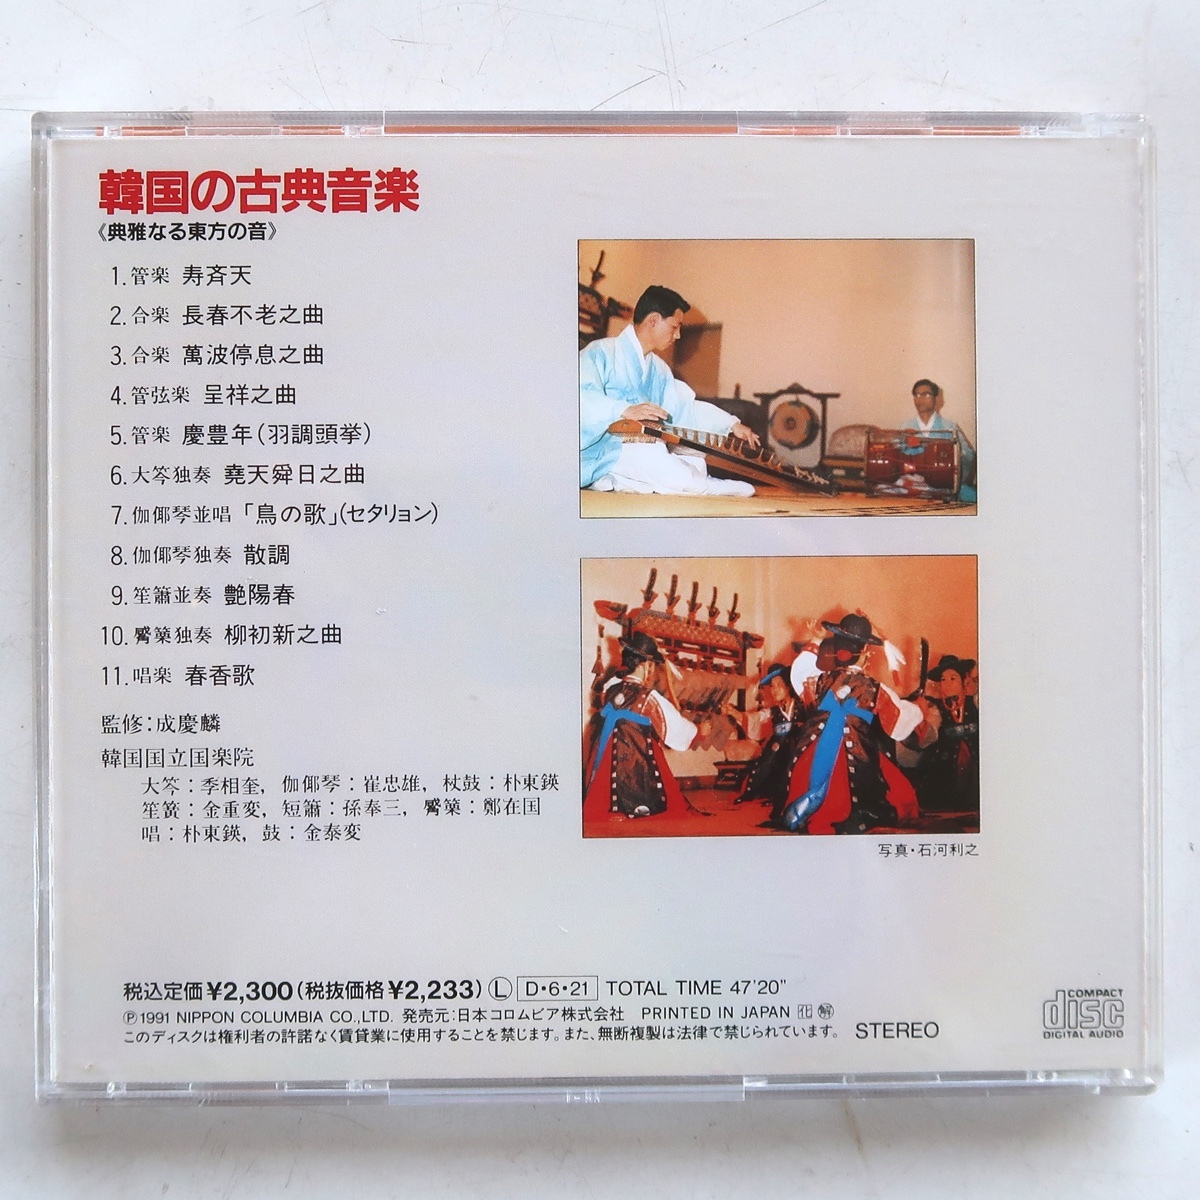 韓国の古典音楽
《典雅なる東方の音》
1.管楽 寿斉天
2.合楽 長春不老之曲
3.合楽 萬波停息之曲
4.管弦楽 呈祥之曲
5.管楽 慶豊年(羽調頭挙)
6.大笒独奏 堯天舜日之曲
7.伽倻琴並唱 「鳥の歌」(セタリョン)
8.伽倻琴独奏 散調
9.笙簫並奏 艶陽春
10.觱篥独奏 柳初新之曲
11.唱楽 春香歌
監修:成慶麟
韓国国立国楽院
大笒:季相奎, 伽倻琴:崔忠雄, 杖鼓:朴東鍈
笙簧:金重変, 短簫:孫奉三, 觱篥:鄭在国
唱:朴東鍈, 鼓:金泰変
写真・石河利之
税込定価¥2,300(税抜価格¥2,233) Ⓛ D・6・21 TOTAL TIME 47'20"
Ⓟ1991 NIPPON COLUMBIA CO.,LTD. 発売元:日本コロムビア株式会社 PRINTED IN JAPAN 化 解
このディスクは権利者の許諾なく賃貸業に使用することを禁じます。また、無断複製は法律で禁じられています。 STEREO
COMPACT
disc
DIGITAL AUDIO